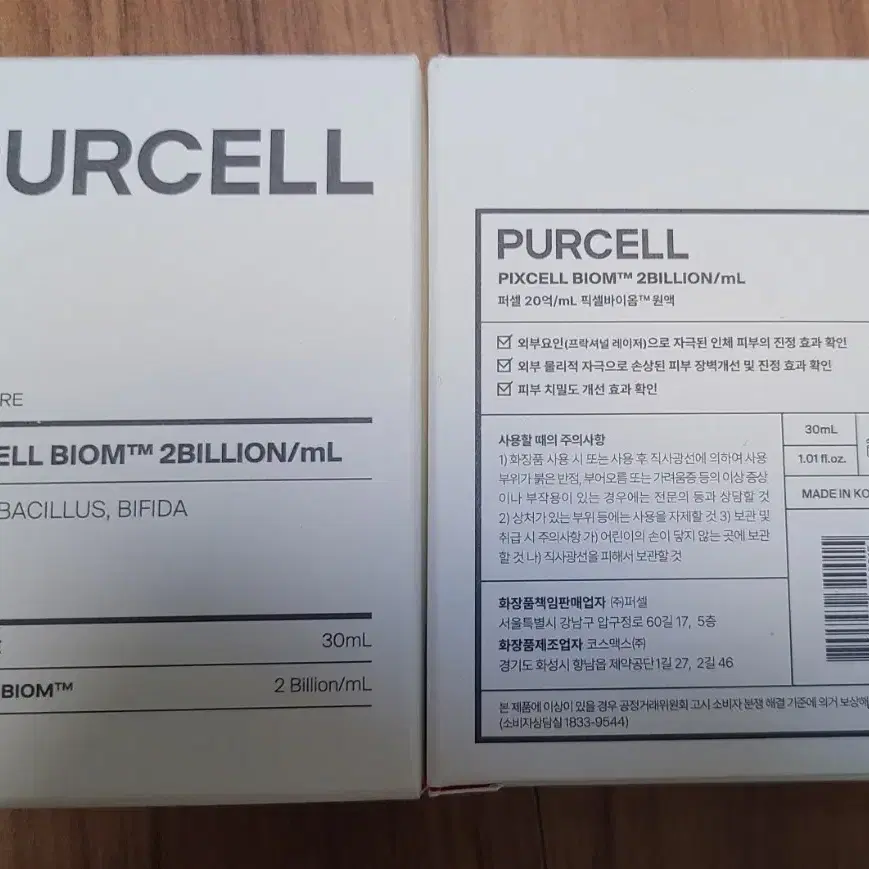 PURCELL
RE
ELL BIOM™ 2BILLION/mL
BACILLUS, BIFIDA
30mL
BIOM™
2 Billion/mL
PURCELL
PIXCELL BIOM™ 2BILLION/mL
퍼셀 20억/mL 픽셀바이옴™원액
외부요인(프락셔널 레이저)으로 자극된 인체 피부의 진정 효과 확인
외부 물리적 자극으로 손상된 피부 장벽개선 및 진정 효과 확인
피부 치밀도 개선 효과 확인
사용할 때의 주의사항
1) 화장품 사용 시 또는 사용 후 직사광선에 의하여 사용
부위가 붉은 반점, 부어오름 또는 가려움증 등의 이상 증상
이나 부작용이 있는 경우에는 전문의 등과 상담할 것
2) 상처가 있는 부위 등에는 사용을 자제할 것 3) 보관 및
취급 시 주의사항 가) 어린이의 손이 닿지 않는 곳에 보관
할 것 나) 직사광선을 피해서 보관할 것
30mL
1.01 fl.oz.
MADE IN KO
화장품책임판매업자 ㈜퍼셀
서울특별시 강남구 압구정로 60길 17, 5층
화장품제조업자 코스맥스㈜
경기도 화성시 향남읍 제약공단1길 27, 2길 46
본 제품에 이상이 있을 경우 공정거래위원회 고시 소비자 분쟁 해결 기준에 의거 보상해
(소비자상담실 1833-9544)